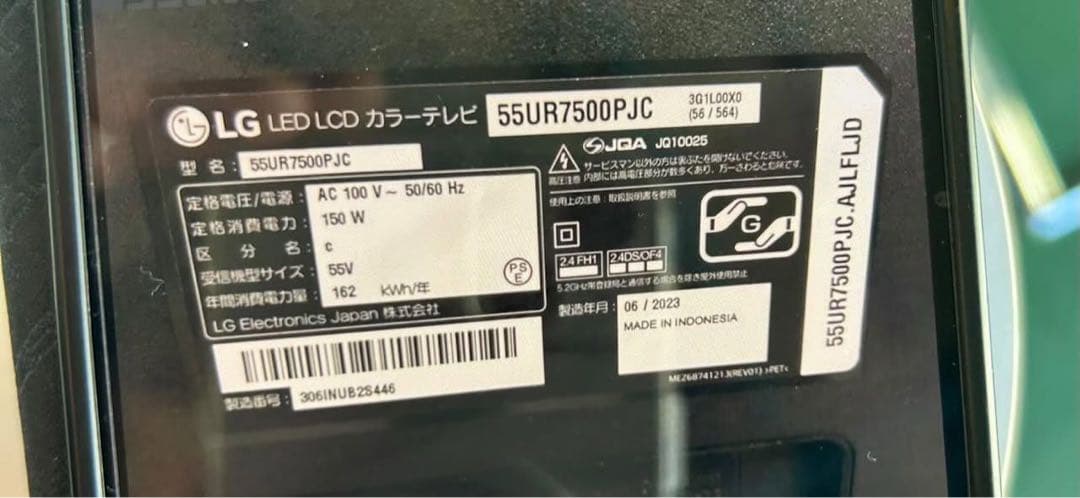 LG LED LCD カラーテレビ 55UR7500PJC 3G1L00X0
(56 / 564)
型 名 : 55UR7500PJC
定格電圧/電源 : AC 100 V~ 50/60 Hz
定格消費電力 : 150 W
区 分 名 : c
受信機型サイズ : 55V
年間消費電力量 : 162 kWh/年
PS
E
LG Electronics Japan 株式会社
製造番号 : 306INUB2S446
JQA JQ10025
サービスマン以外の方は裏ぶたを開けないでください。
高圧注意 内部には高電圧部分が数多くあり、万一さわると危険です。
使用上の注意 : 取扱説明書を参照
G
2.4 FH1 2.4DS/OF4
5.2GHz帯登録局と通信する場合を除き屋外使用禁止
製造年月 : 06 / 2023
MADE IN INDONESIA
MEZ68741213(REV01) >PET<
55UR7500PJC.AJLFLJD